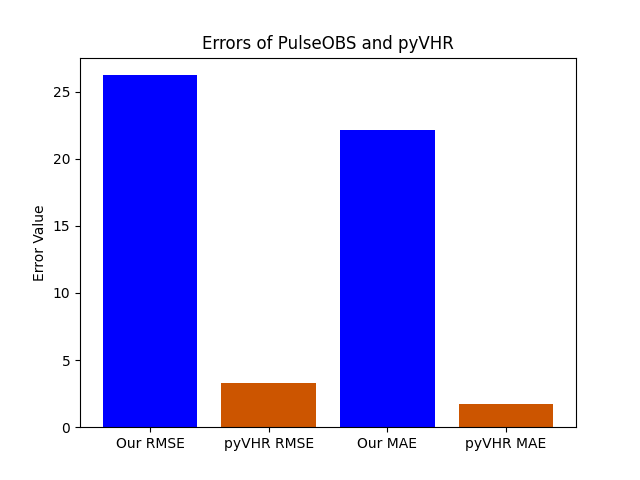 Errors of PulseOBS and pyVHR
Error Value
25
20
15
10
5
0
Our RMSE
pyVHR RMSE
Our MAE
pyVHR MAE